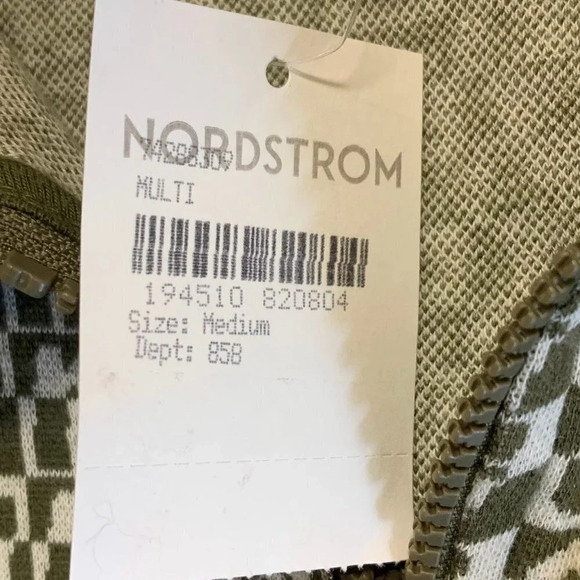 NORDSTROM
MULTI
194510 820804
Size: Medium
Dept: 858